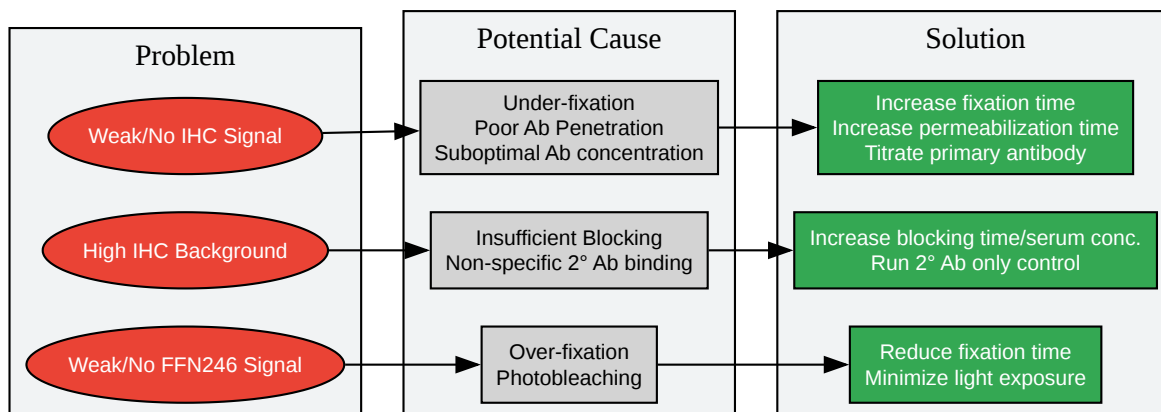 Problem
Weak/No IHC Signal
High IHC Background
Weak/No FFN246 Signal
Potential Cause
Under-fixation
Poor Ab Penetration
Suboptimal Ab concentration
Insufficient Blocking
Non-specific 2° Ab binding
Over-fixation
Photobleaching
Solution
Increase fixation time
Increase permeabilization time
Titrate primary antibody
Increase blocking time/serum conc.
Run 2° Ab only control
Reduce fixation time
Minimize light exposure